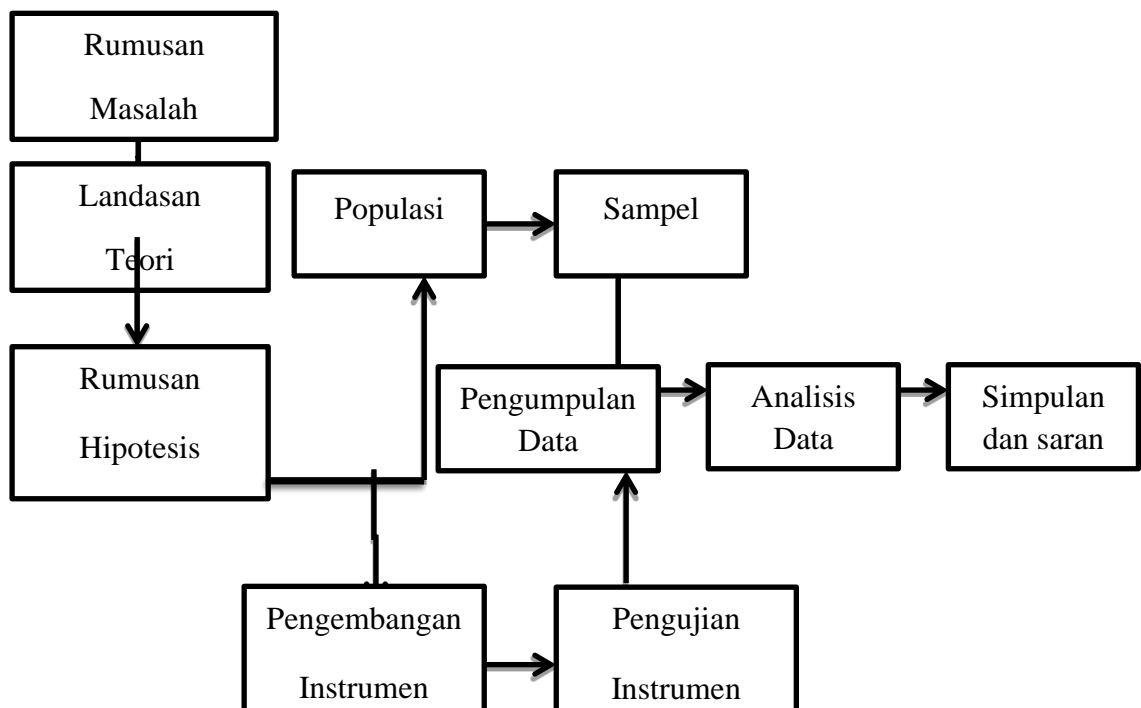 Rumusan
Masalah
Landasan
Teori
Rumusan
Hipotesis
Populasi
Sampel
Pengumpulan
Data
Analisis
Data
Simpulan
dan saran
Pengembangan
Instrumen
Pengujian
Instrumen